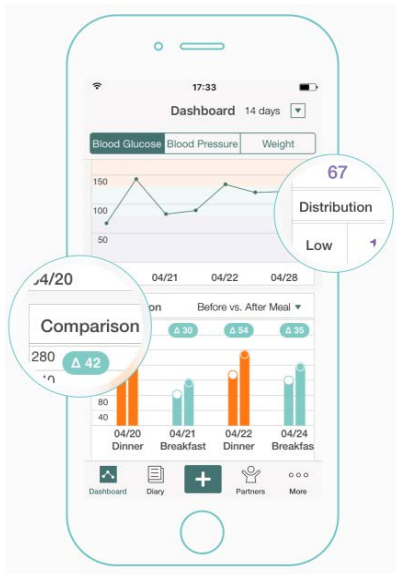 17:33
Dashboard 14 days
Blood Glucose Blood Pressure Weight
67
150
Distribution
100
Low
50
04/20 04/21 04/22 04/28
Before vs. After Meal
Comparison
280 Δ 42 Δ 30 Δ 54 Δ 35
80
40
04/20 04/21 04/22 04/24
Dinner Breakfast Dinner Breakfas
Dashboard Diary Partners More